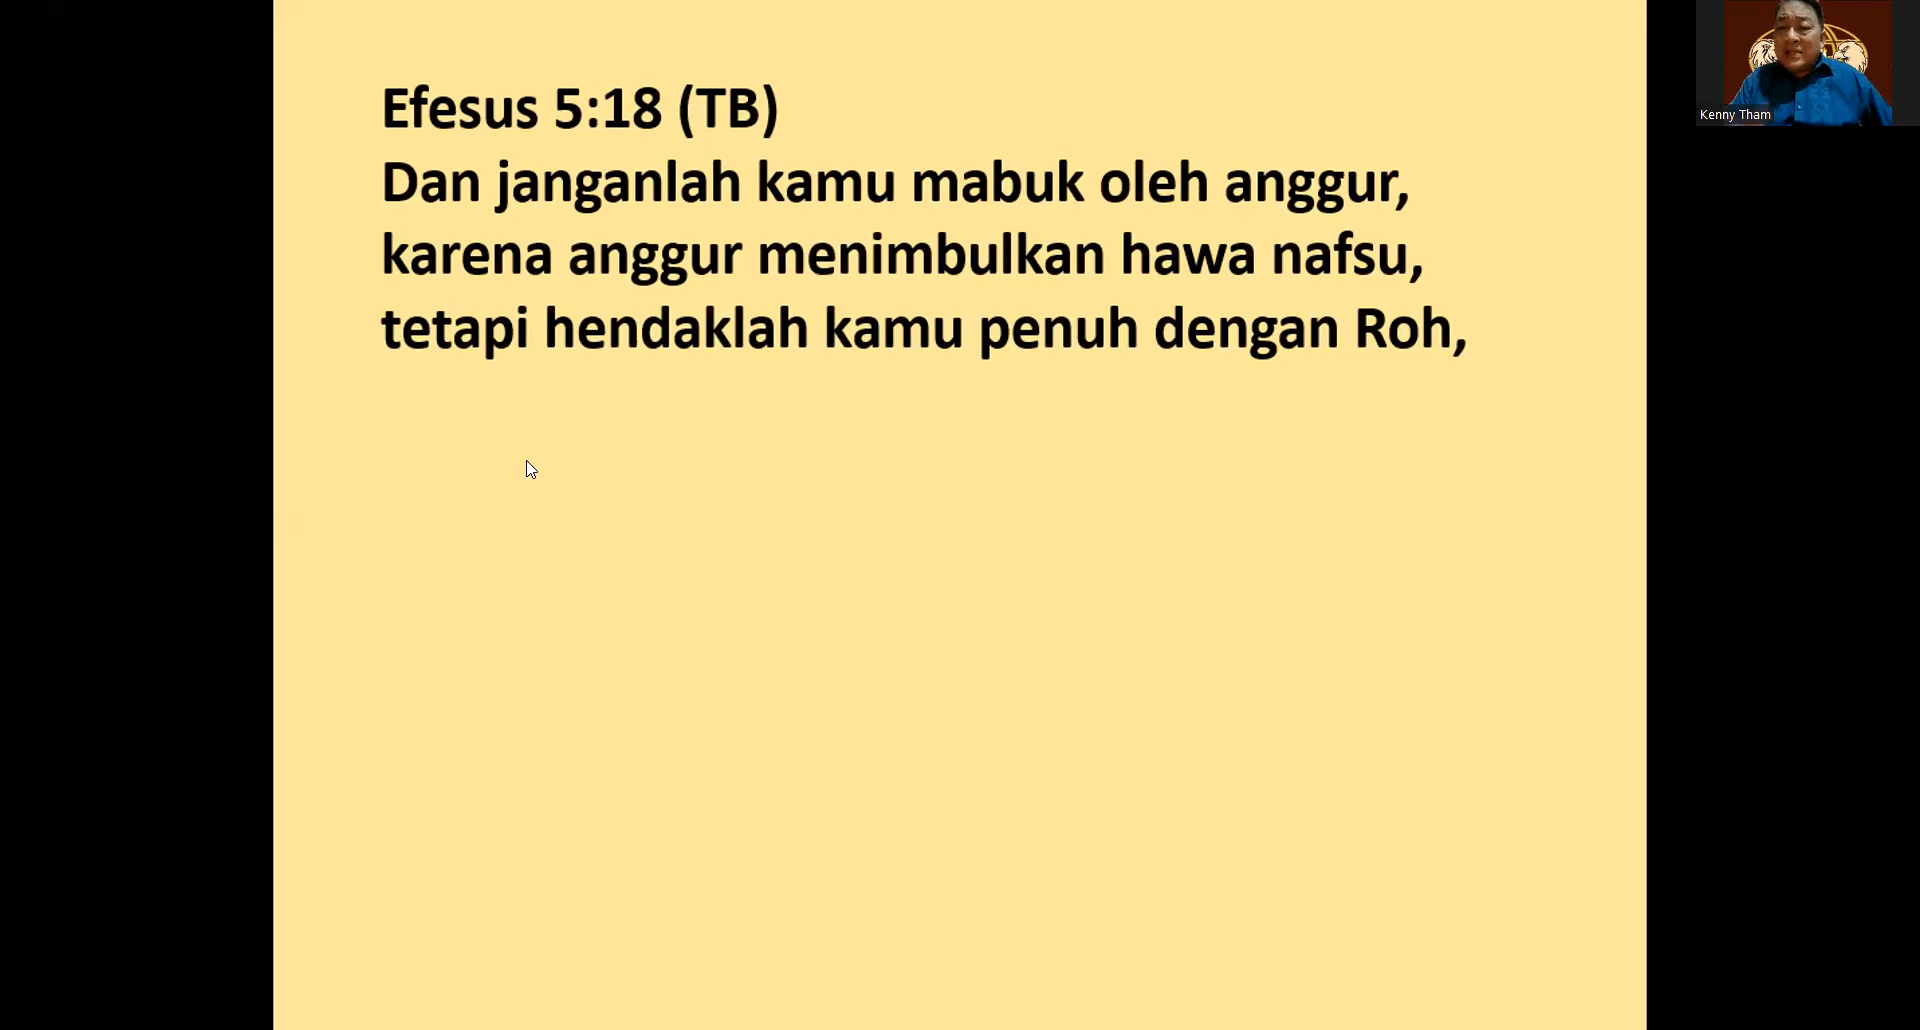 Efesus 5:18 (TB)
Dan janganlah kamu mabuk oleh anggur,
karena anggur menimbulkan hawa nafsu,
tetapi hendaklah kamu penuh dengan Roh,
Kenny Tham